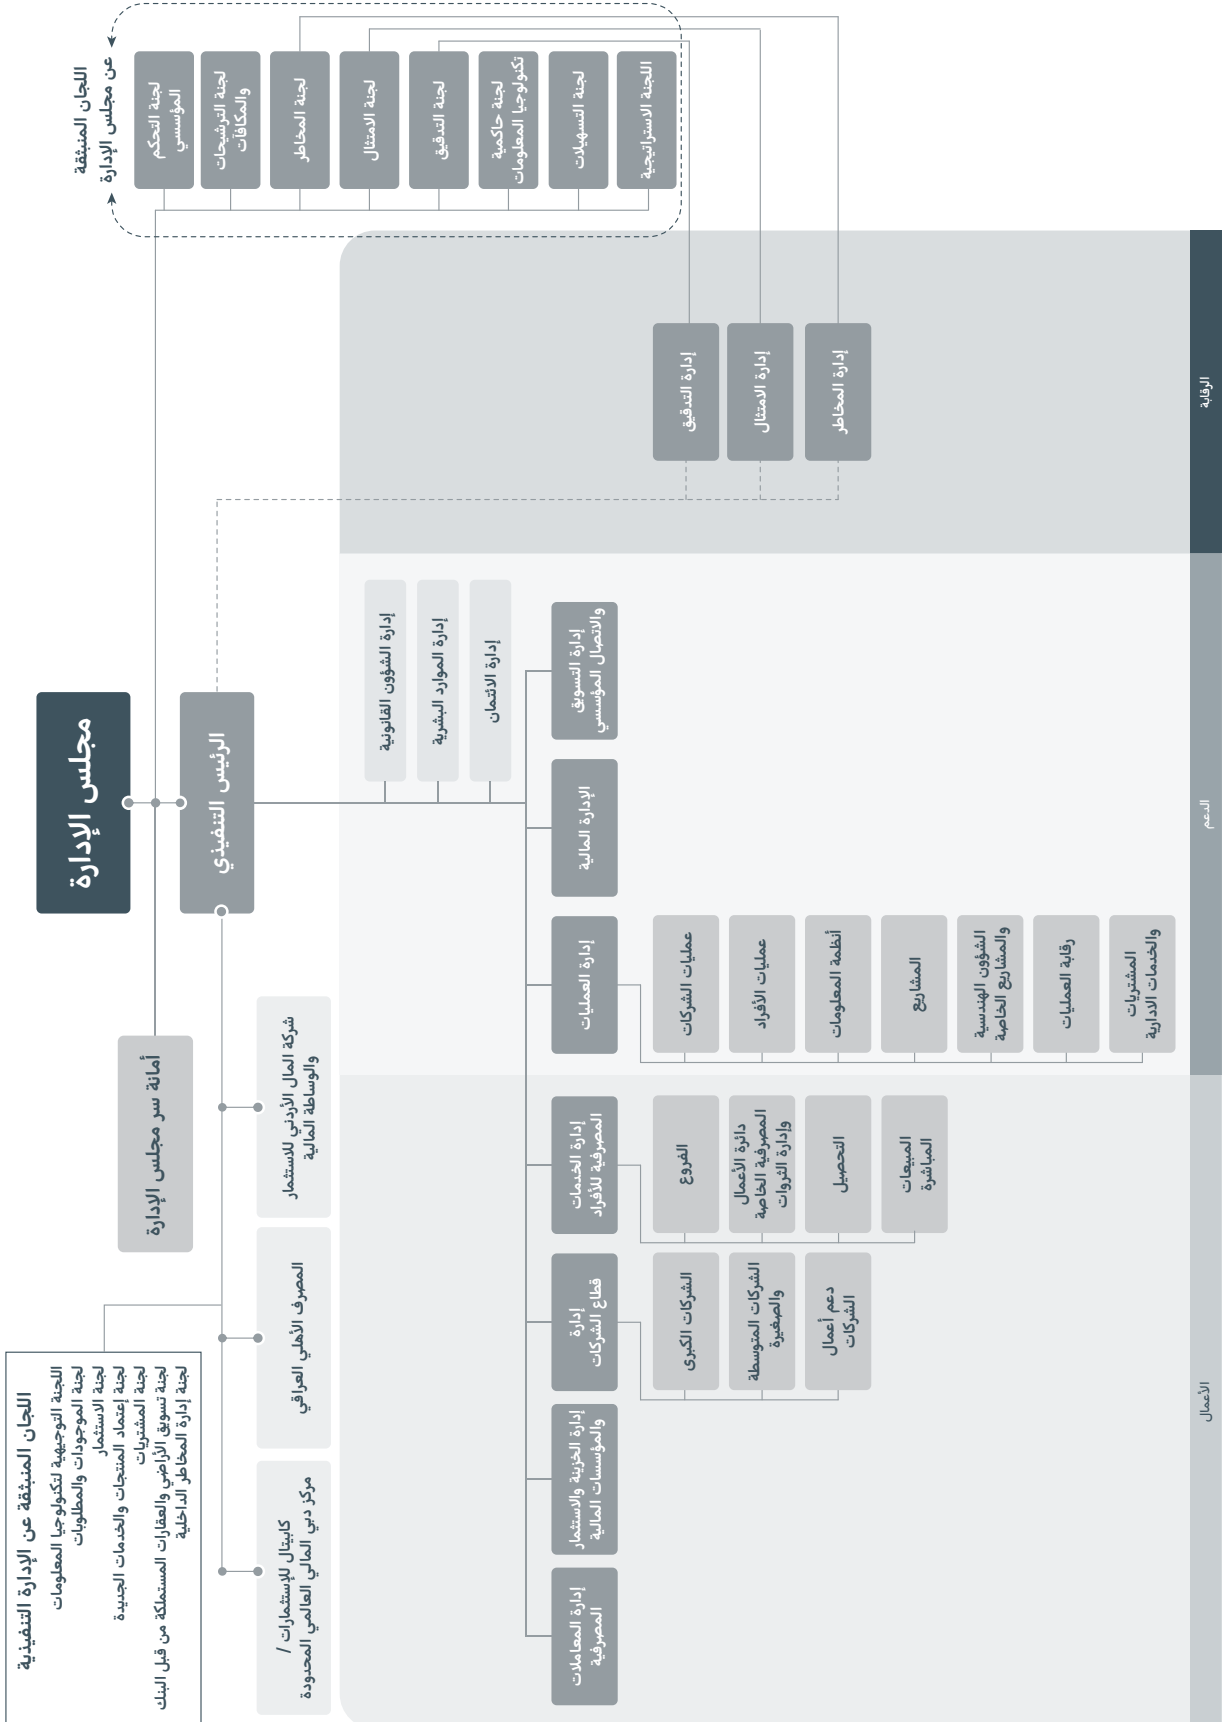 مجلس الإدارة
الرئيس التنفيذي
أمانة سر مجلس الإدارة
اللجان المنبثقة
عن مجلس الإدارة
لجنة التحكم
المؤسسي
لجنة الترشيحات
والمكافآت
لجنة المخاطر
لجنة الامتثال
لجنة التدقيق
لجنة حاكمية
تكنولوجيا المعلومات
لجنة التسهيلات
اللجنة الاستراتيجية
اللجان المنبثقة عن الإدارة التنفيذية
اللجنة التوجيهية لتكنولوجيا المعلومات
لجنة الموجودات والمطلوبات
لجنة الاستثمار
لجنة إعتماد المنتجات والخدمات الجديدة
لجنة المشتريات
لجنة تسويق الأراضي والعقارات المستملكة من قبل البنك
لجنة إدارة المخاطر الداخلية
شركة المال الأردني للاستثمار
والوساطة المالية
المصرف الأهلي العراقي
كابيتال للإستثمارات /
مركز دبي المالي العالمي المحدودة
الرقابة
إدارة التدقيق
إدارة الامتثال
إدارة المخاطر
الدعم
إدارة الشؤون القانونية
إدارة الموارد البشرية
إدارة الائتمان
إدارة التسويق
والاتصال المؤسسي
الإدارة المالية
إدارة العمليات
عمليات الشركات
عمليات الأفراد
أنظمة المعلومات
المشاريع
الشؤون الهندسية
والمشاريع الخاصة
رقابة العمليات
المشتريات
والخدمات الادارية
الأعمال
إدارة الخدمات
المصرفية للأفراد
الفروع
دائرة الأعمال
المصرفية الخاصة
وإدارة الثروات
التحصيل
المبيعات
المباشرة
إدارة
قطاع الشركات
الشركات الكبرى
الشركات المتوسطة
والصغيرة
دعم أعمال
الشركات
إدارة الخزينة والاستثمار
والمؤسسات المالية
إدارة المعاملات
المصرفية